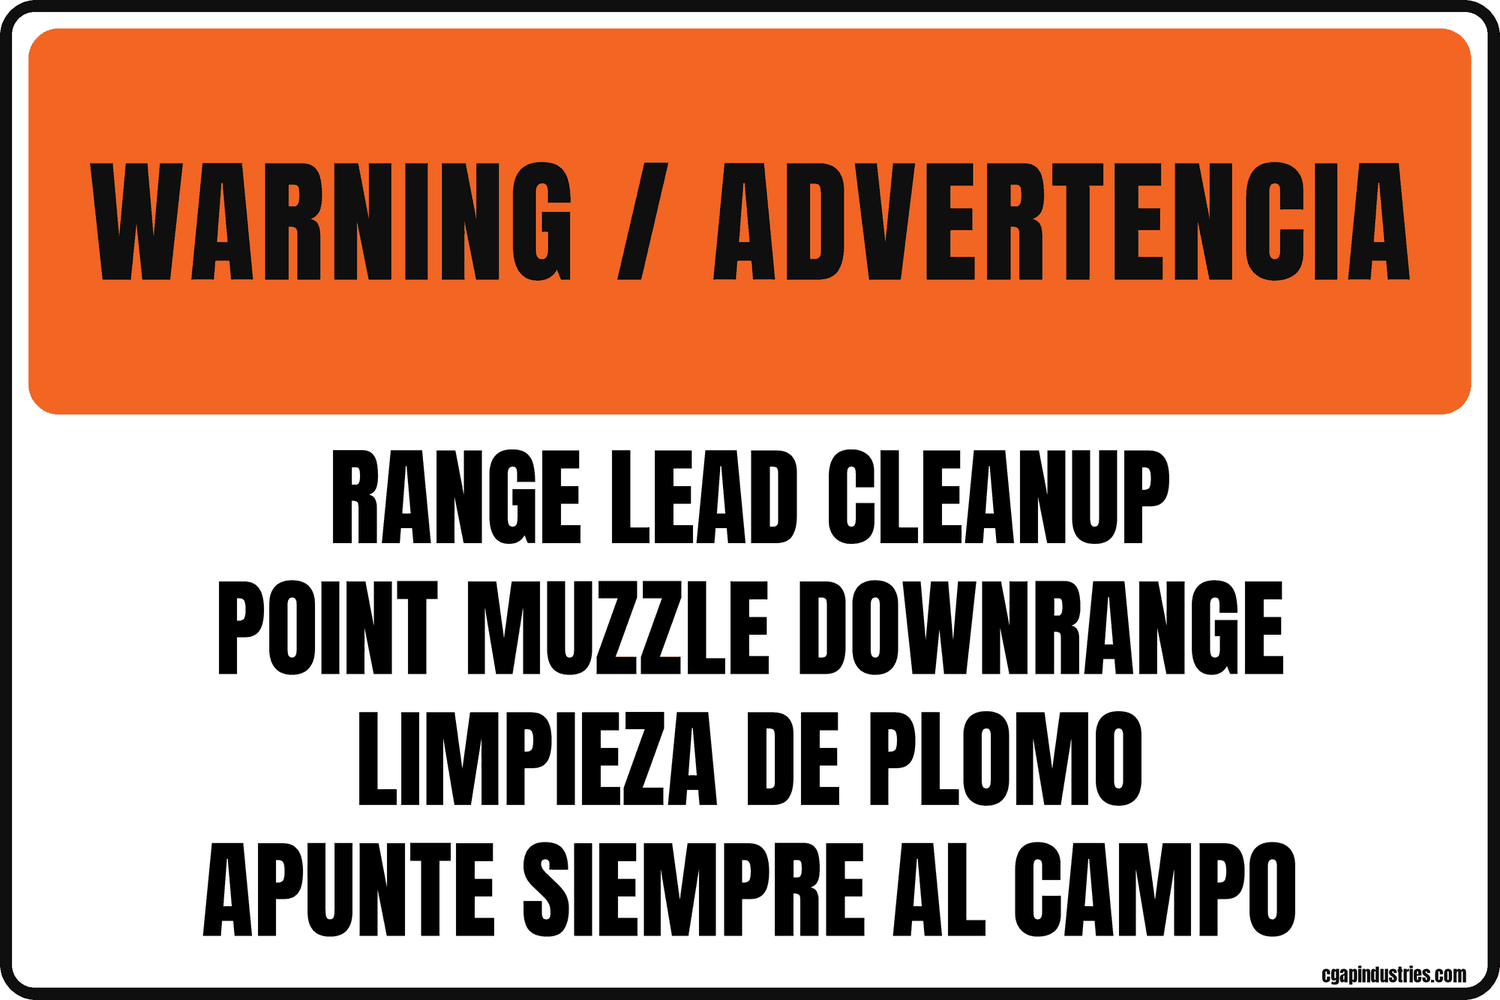 WARNING / ADVERTENCIA
RANGE LEAD CLEANUP
POINT MUZZLE DOWNRANGE
LIMPIEZA DE PLOMO
APUNTE SIEMPRE AL CAMPO
cgapindustries.com